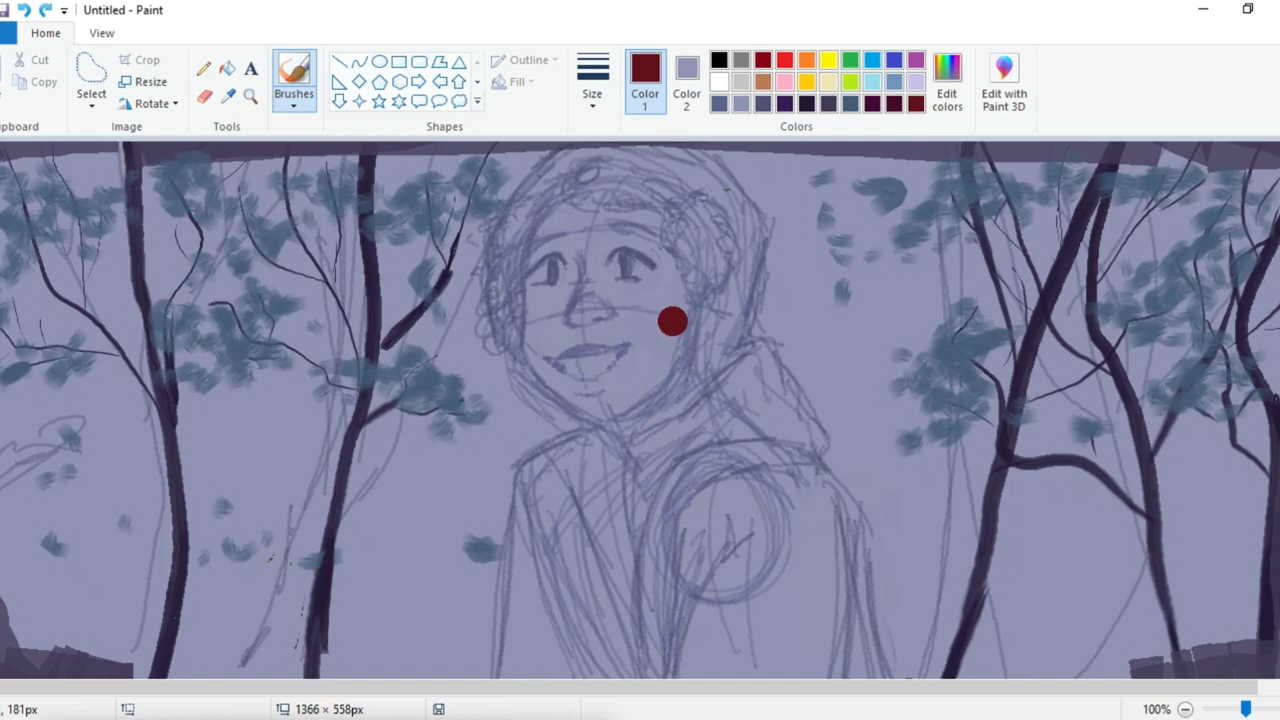 Untitled - Paint
Home View
Cut
Copy
pboard
Select
Crop
Resize
Rotate
Image
A
Tools
Brushes
Outline
Fill
Shapes
Size
Color 1
Color 2
Edit colors
Colors
Edit with Paint 3D
, 181px
1366 × 558px
100%